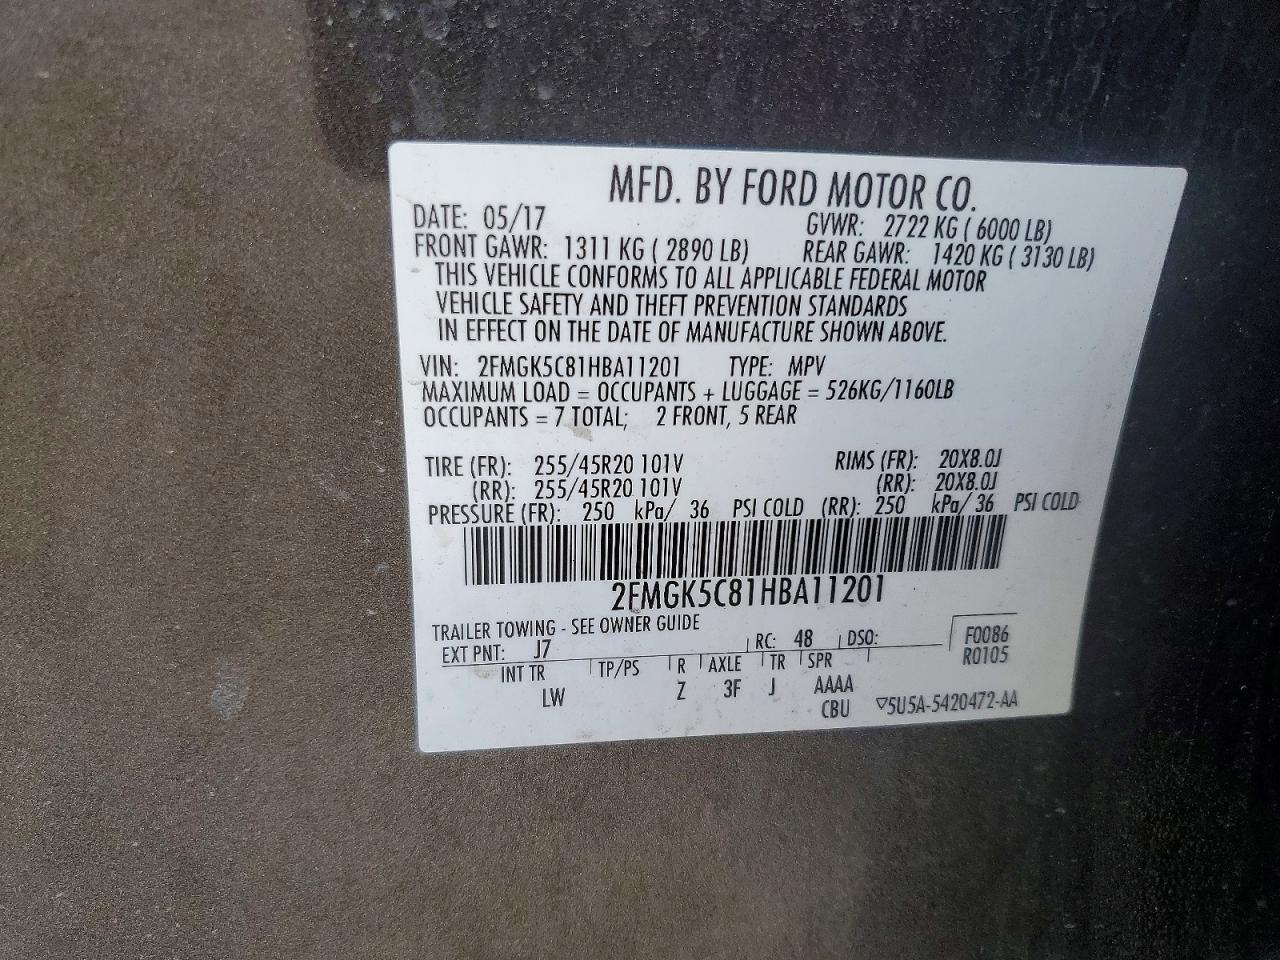 MFD. BY FORD MOTOR CO.
DATE: 05/17 GVWR: 2722 KG ( 6000 LB)
FRONT GAWR: 1311 KG ( 2890 LB) REAR GAWR: 1420 KG ( 3130 LB)
THIS VEHICLE CONFORMS TO ALL APPLICABLE FEDERAL MOTOR
VEHICLE SAFETY AND THEFT PREVENTION STANDARDS
IN EFFECT ON THE DATE OF MANUFACTURE SHOWN ABOVE.
VIN: 2FMGK5C81HBA11201 TYPE: MPV
MAXIMUM LOAD = OCCUPANTS + LUGGAGE = 526KG/1160LB
OCCUPANTS = 7 TOTAL; 2 FRONT, 5 REAR
TIRE (FR): 255/45R20 101V RIMS (FR): 20X8.0J
(RR): 255/45R20 101V (RR): 20X8.0J
PRESSURE (FR): 250 kPa/ 36 PSI COLD (RR): 250 kPa/ 36 PSI COLD
2FMGK5C81HBA11201
TRAILER TOWING - SEE OWNER GUIDE
EXT PNT: J7 RC: 48 DSO: F0086
R0105
INT TR TP/PS R AXLE TR SPR
LW Z 3F J AAAA
CBU ▽5U5A-5420472-AA